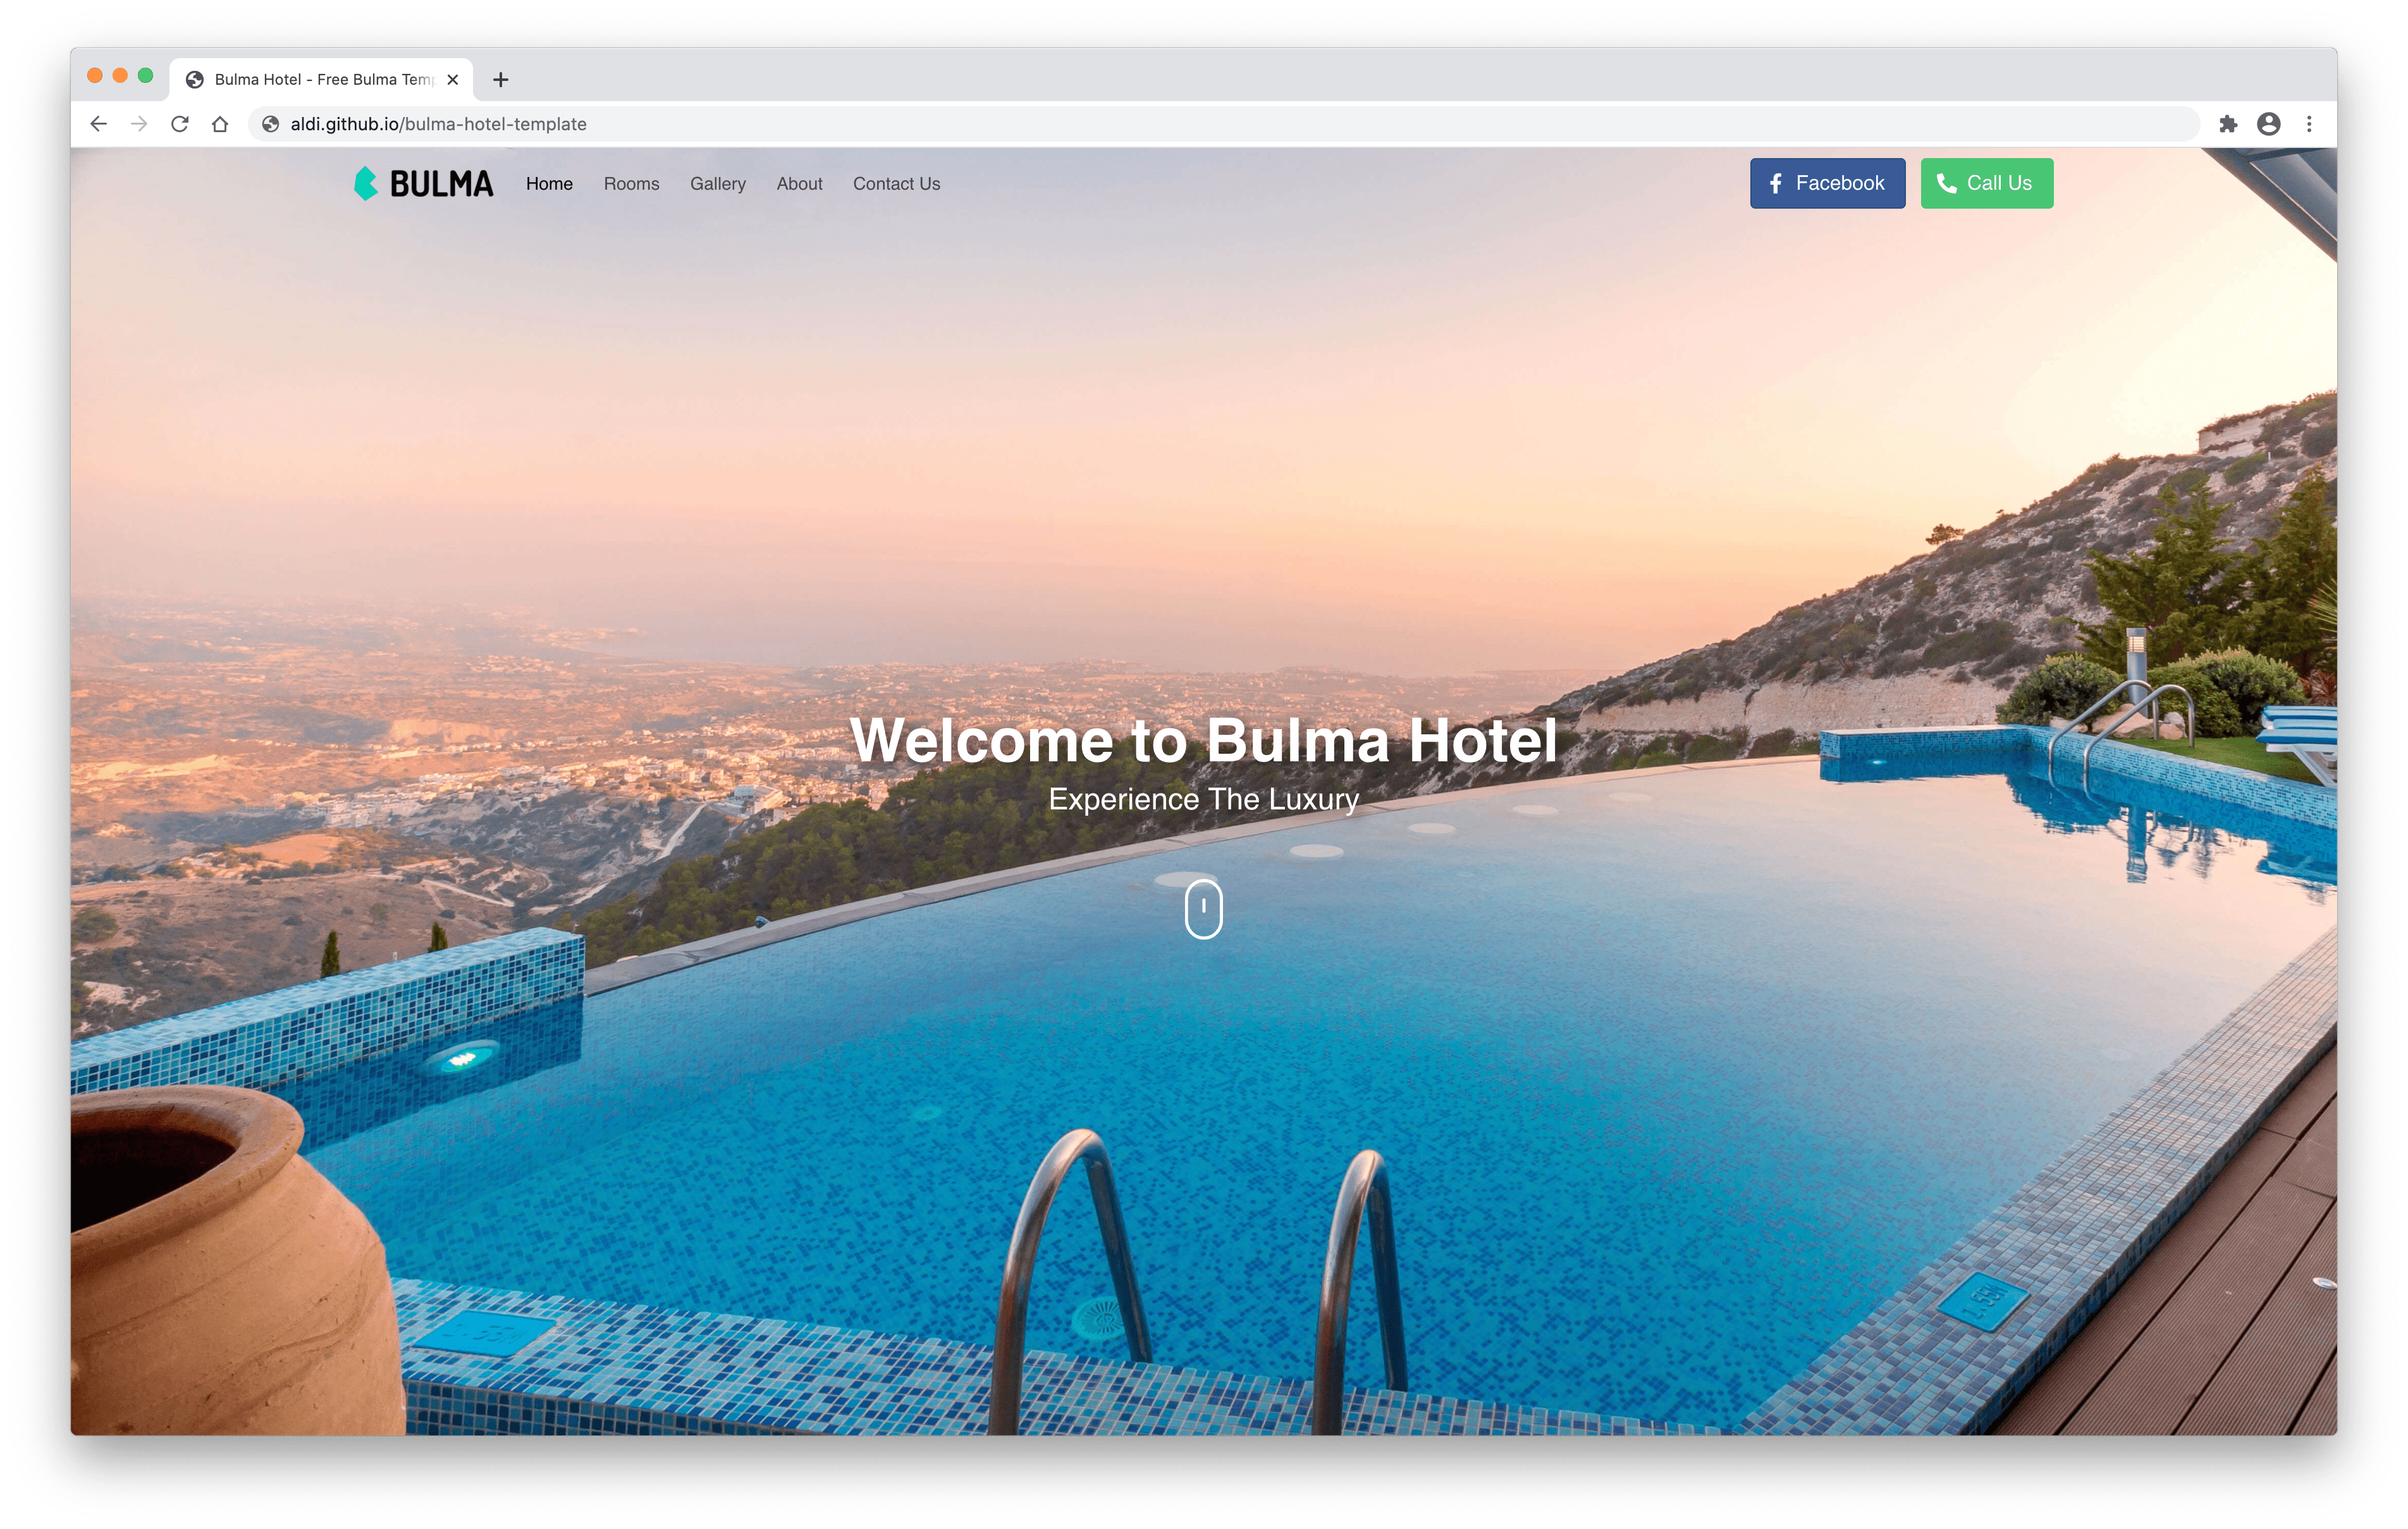 Bulma Hotel - Free Bulma Tem
aldi.github.io/bulma-hotel-template
BULMA Home Rooms Gallery About Contact Us Facebook Call Us
Welcome to Bulma Hotel
Experience The Luxury